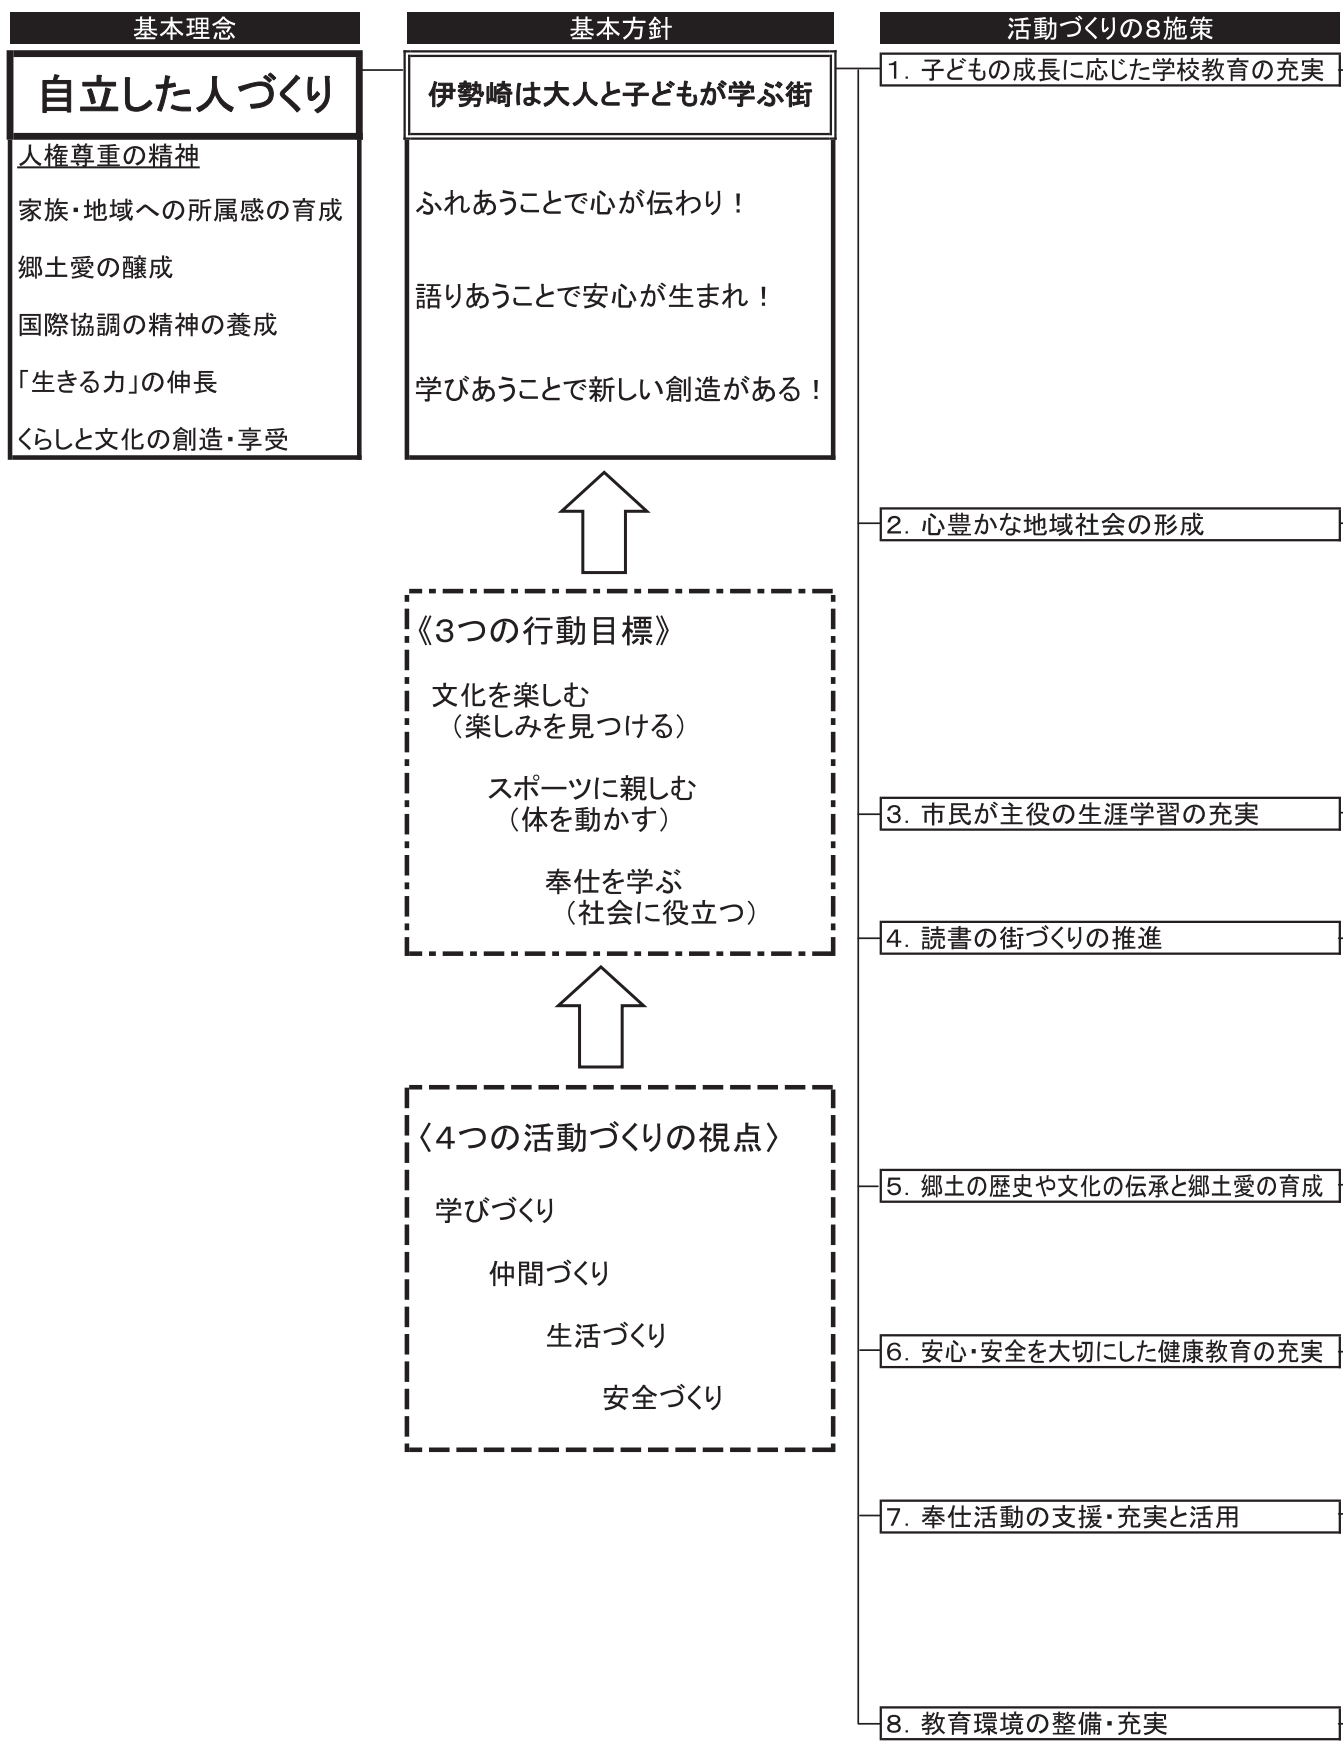 基本理念
自立した人づくり
人権尊重の精神
家族・地域への所属感の育成
郷土愛の醸成
国際協調の精神の養成
「生きる力」の伸長
くらしと文化の創造・享受
基本方針
伊勢崎は大人と子どもが学ぶ街
ふれあうことで心が伝わり！
語りあうことで安心が生まれ！
学びあうことで新しい創造がある！
《3つの行動目標》
文化を楽しむ
（楽しみを見つける）
スポーツに親しむ
（体を動かす）
奉仕を学ぶ
（社会に役立つ）
〈4つの活動づくりの視点〉
学びづくり
仲間づくり
生活づくり
安全づくり
活動づくりの8施策
1．子どもの成長に応じた学校教育の充実
2．心豊かな地域社会の形成
3．市民が主役の生涯学習の充実
4．読書の街づくりの推進
5．郷土の歴史や文化の伝承と郷土愛の育成
6．安心・安全を大切にした健康教育の充実
7．奉仕活動の支援・充実と活用
8．教育環境の整備・充実